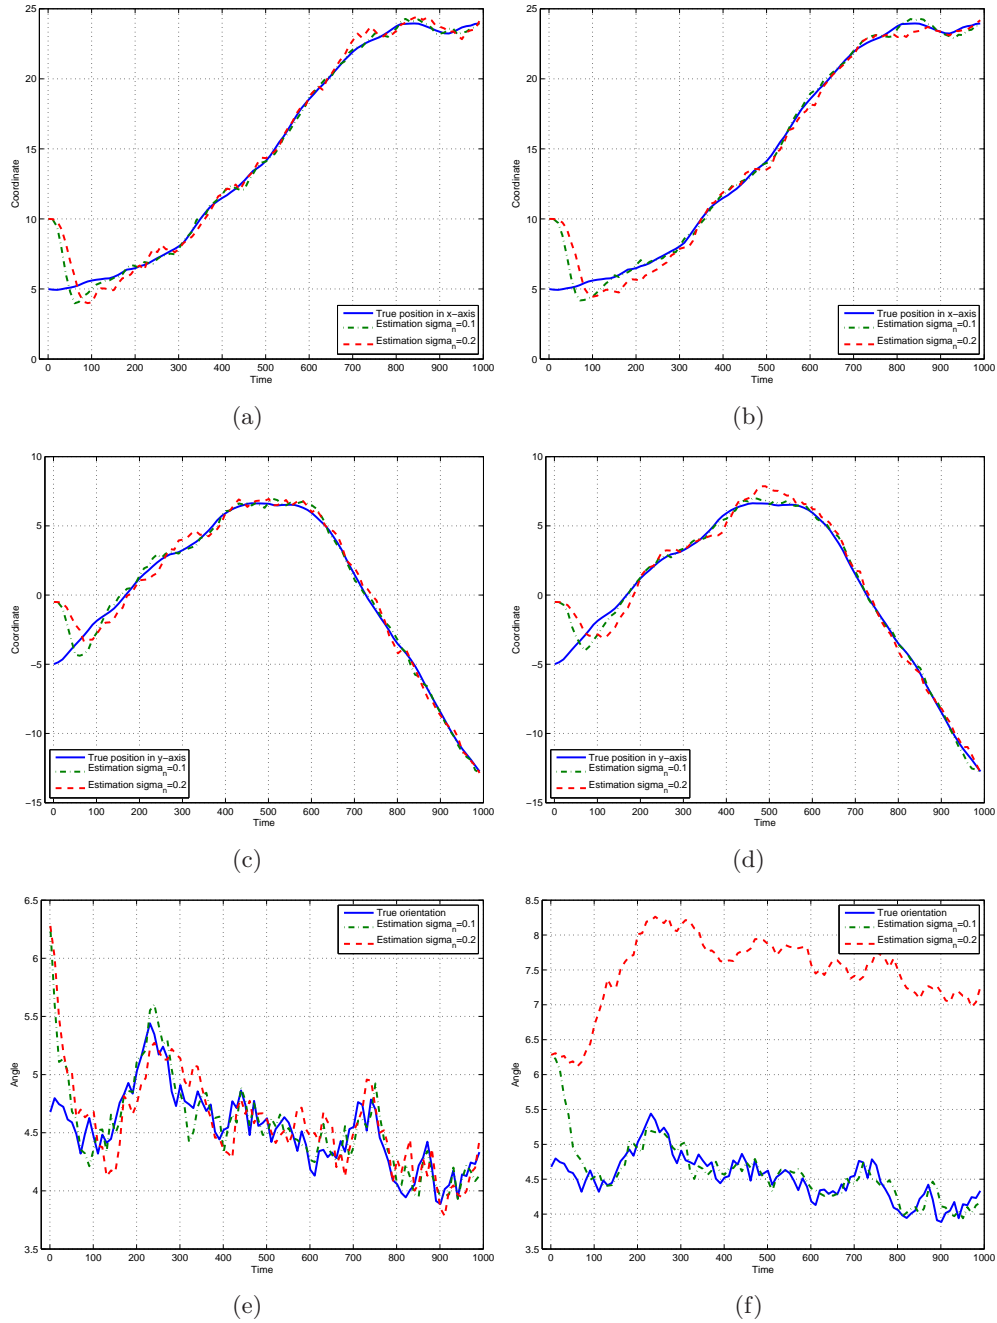 25
20
15
10
5
0
Coordinate
0 100 200 300 400 500 600 700 800 900 1000
Time
True position in x-axis
Estimation sigma_n=0.1
Estimation sigma_n=0.2
(a)
25
20
15
10
5
0
Coordinate
0 100 200 300 400 500 600 700 800 900 1000
Time
True position in x-axis
Estimation sigma_n=0.1
Estimation sigma_n=0.2
(b)
10
5
0
−5
−10
−15
Coordinate
0 100 200 300 400 500 600 700 800 900 1000
Time
True position in y-axis
Estimation sigma_n=0.1
Estimation sigma_n=0.2
(c)
10
5
0
−5
−10
−15
Coordinate
0 100 200 300 400 500 600 700 800 900 1000
Time
True position in y-axis
Estimation sigma_n=0.1
Estimation sigma_n=0.2
(d)
6.5
6
5.5
5
4.5
4
3.5
Angle
0 100 200 300 400 500 600 700 800 900 1000
Time
True orientation
Estimation sigma_n=0.1
Estimation sigma_n=0.2
(e)
8.5
8
7.5
7
6.5
6
5.5
5
4.5
4
3.5
Angle
0 100 200 300 400 500 600 700 800 900 1000
Time
True orientation
Estimation sigma_n=0.1
Estimation sigma_n=0.2
(f)